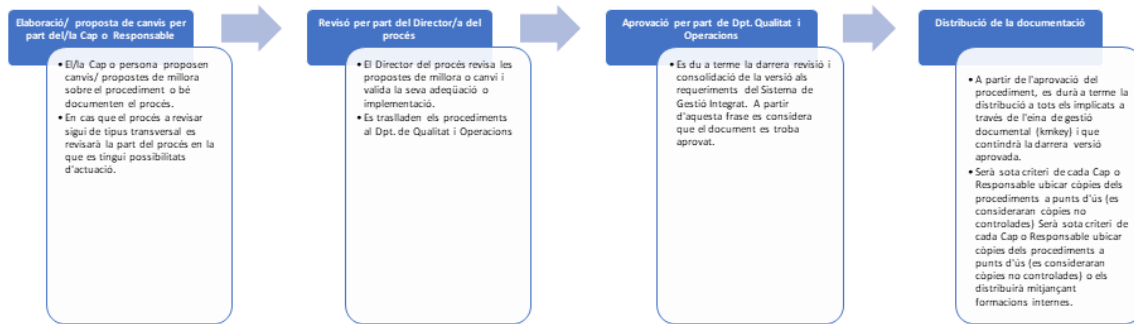 Elaboració/ proposta de canvis per
part del/la Cap o Responsable
• El/la Cap o persona proposen
canvis/ propostes de millora
sobre el procediment o bé
documenten el procés.
• En cas que el procés a revisar
sigui de tipus transversal es
revisarà la part del procés en la
que es tingui possibilitats
d'actuació.
Revisó per part del Director/a del
procés
• El Director del procés revisa les
propostes de millora o canvi i
valida la seva adeqüació o
implementació.
• Es traslladen els procediments
al Dpt. de Qualitat i Operacions
Aprovació per part de Dpt. Qualitat i
Operacions
• Es du a terme la darrera revisió i
consolidació de la versió als
requeriments del Sistema de
Gestió Integrat. A partir
d'aquesta frase es considera
que el document es troba
aprovat.
Distribució de la documentació
• A partir de l'aprovació del
procediment, es durà a terme la
distribució a tots els implicats a
través de l'eina de gestió
documental (kmkey) i que
contindrà la darrera versió
aprovada.
• Serà sota criteri de cada Cap o
Responsable ubicar còpies dels
procediments a punts d'ús (es
consideraran còpies no
controlades) Serà sota criteri de
cada Cap o Responsable ubicar
còpies dels procediments a
punts d'ús (es consideraran
còpies no controlades) o els
distribuirà mitjançant
formacions internes.